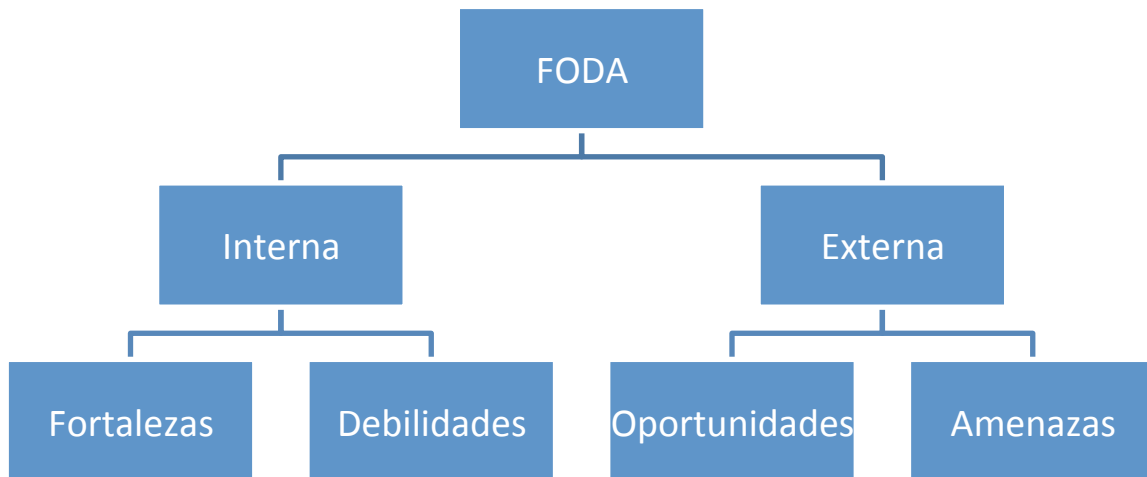 FODA
Interna
Externa
Fortalezas
Debilidades
Oportunidades
Amenazas